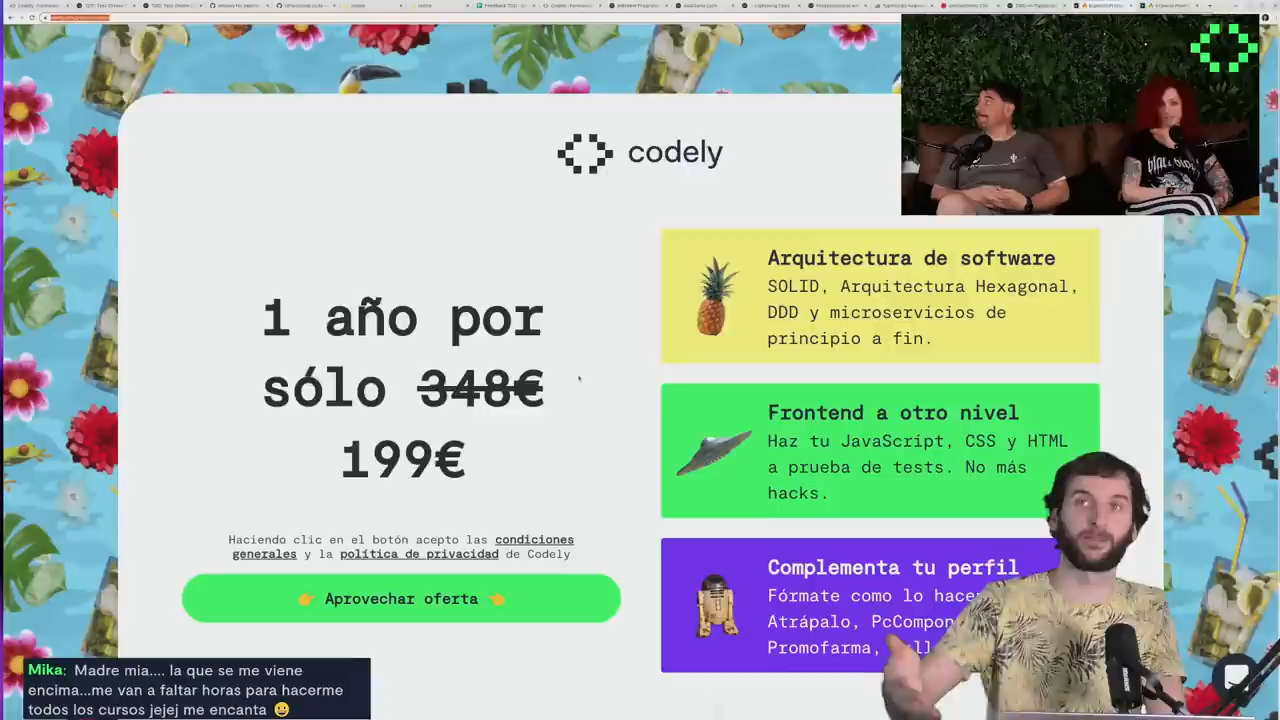 codely
1 año por
sólo 348€
199€
Haciendo clic en el botón acepto las condiciones
generales y la política de privacidad de Codely
👉 Aprovechar oferta 👈
Arquitectura de software
SOLID, Arquitectura Hexagonal,
DDD y microservicios de
principio a fin.
Frontend a otro nivel
Haz tu JavaScript, CSS y HTML
a prueba de tests. No más
hacks.
Complementa tu perfil
Fórmate como lo
Atrápalo,
Promofarma,
Mika: Madre mia.... la que se me viene
encima...me van a faltar horas para hacerme
todos los cursos jejej me encanta 😀